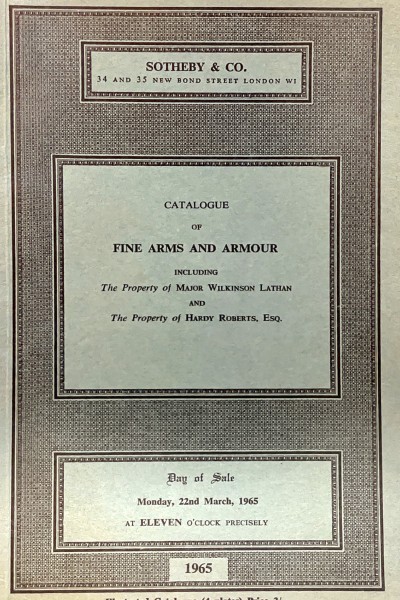 SOTHEBY & CO.
34 AND 35 NEW BOND STREET LONDON W1
CATALOGUE
OF
FINE ARMS AND ARMOUR
INCLUDING
The Property of MAJOR WILKINSON LATHAN
AND
The Property of HARDY ROBERTS, ESQ.
Day of Sale
Monday, 22nd March, 1965
AT ELEVEN O'CLOCK PRECISELY
1965